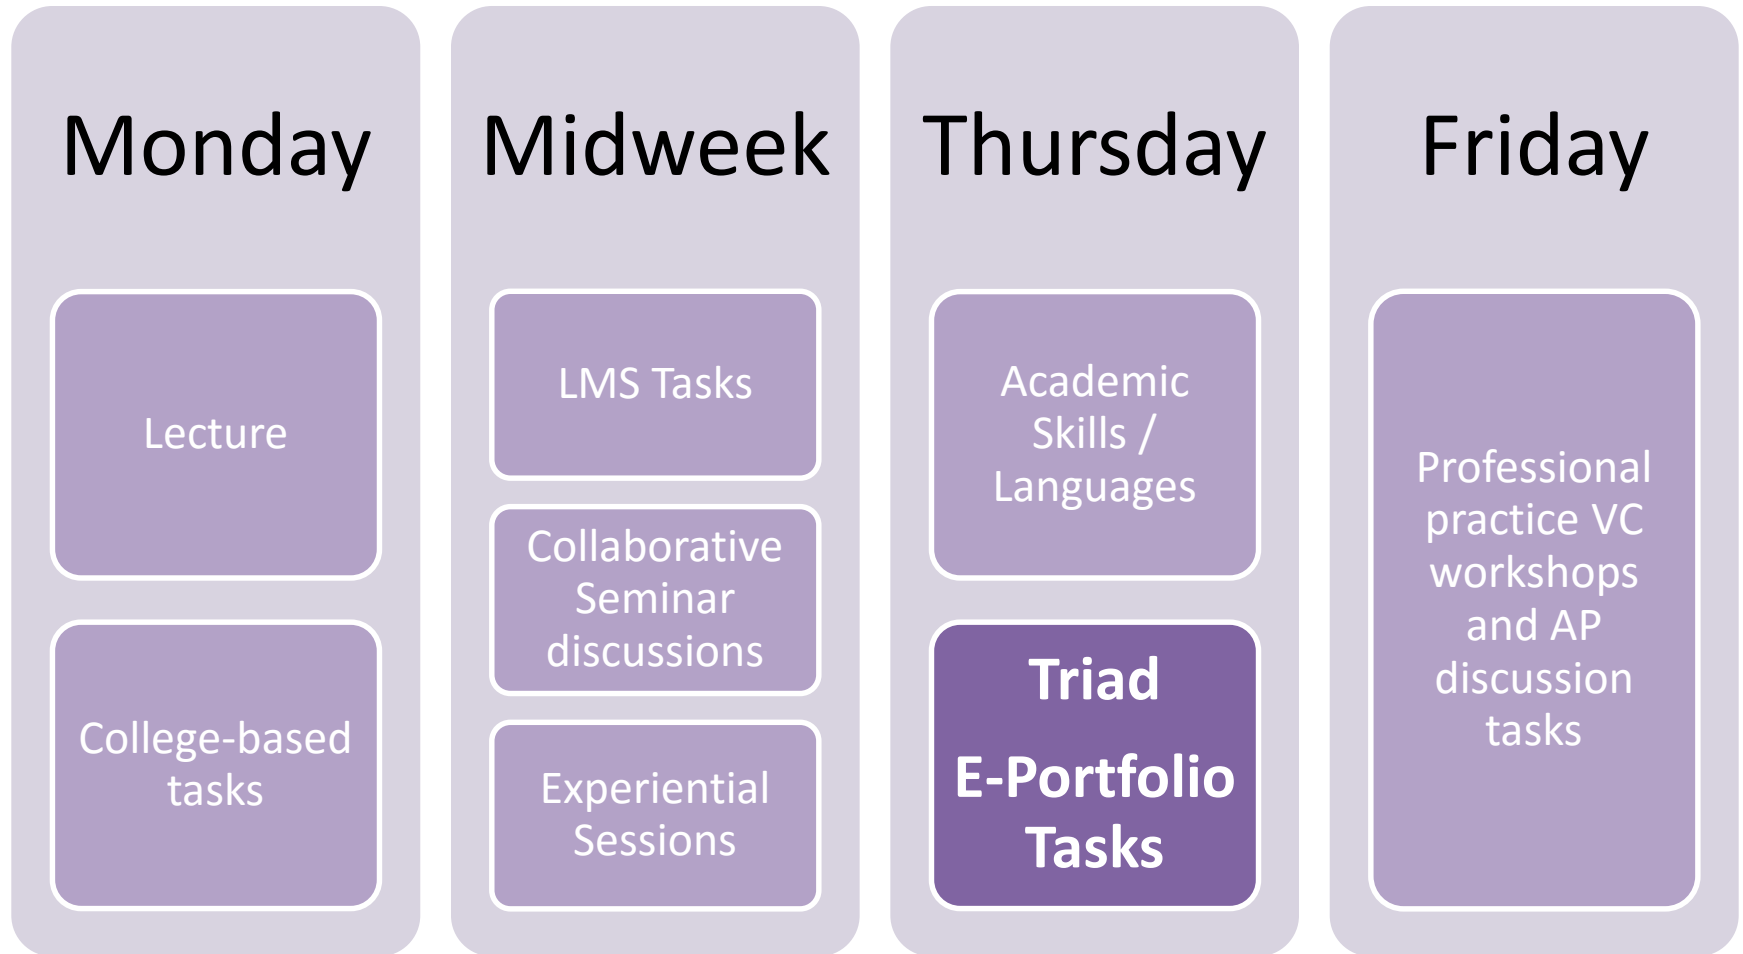 Monday
Lecture
College-based
tasks
Midweek
LMS Tasks
Collaborative
Seminar
discussions
Experiential
Sessions
Thursday
Academic
Skills /
Languages
Triad
E-Portfolio
Tasks
Friday
Professional
practice VC
workshops
and AP
discussion
tasks